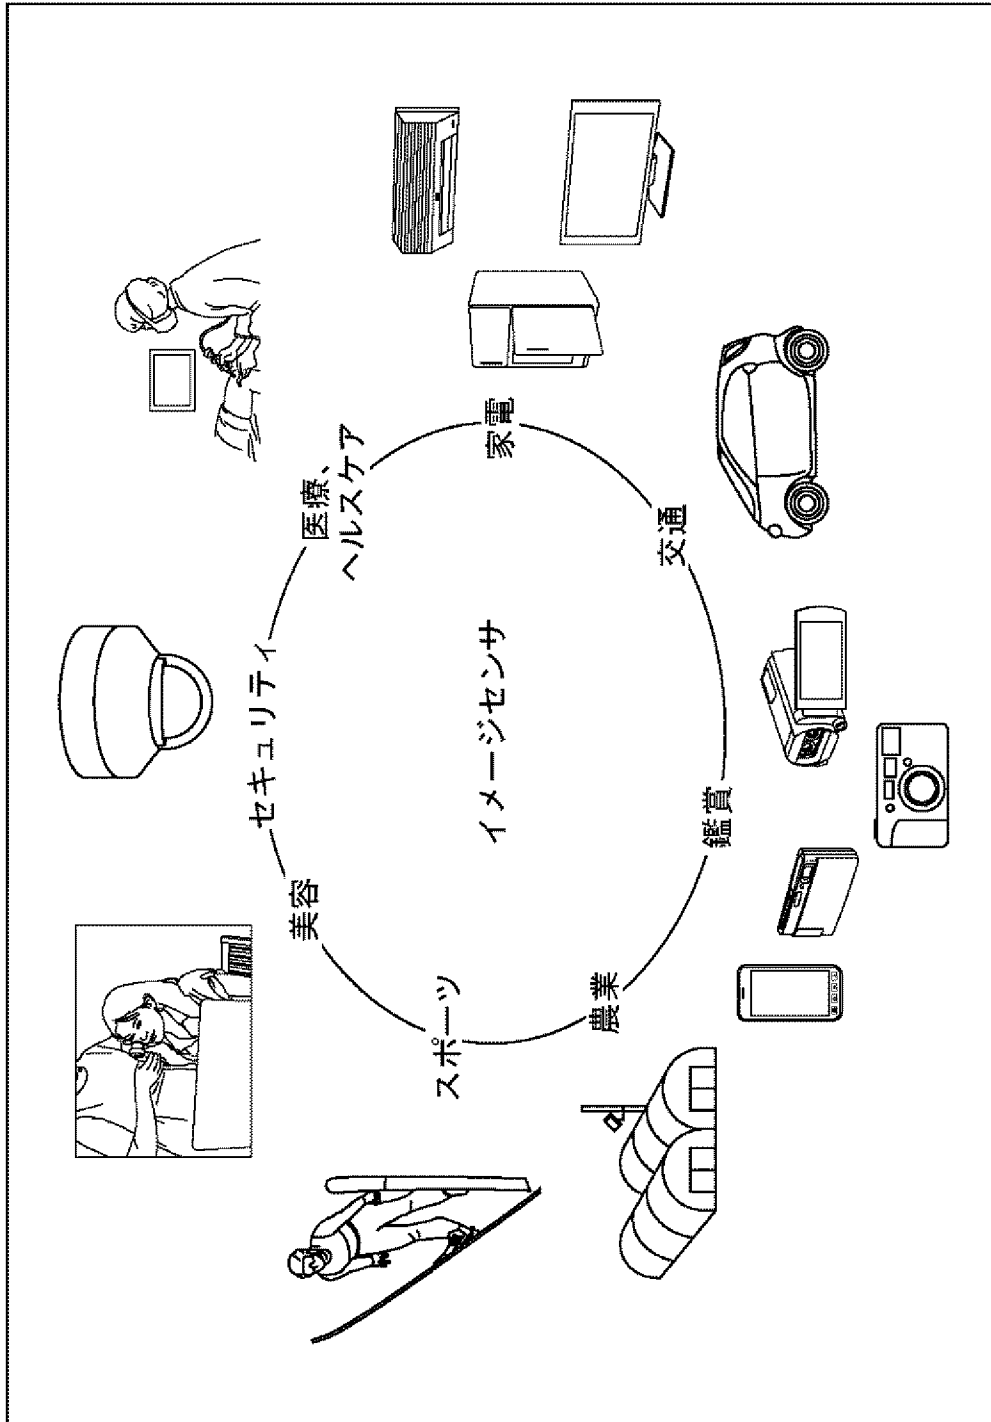 セキュリティ
医療、
ヘルスケア
家電
交通
鑑賞
農業
スポーツ
美容
イメージセンサ